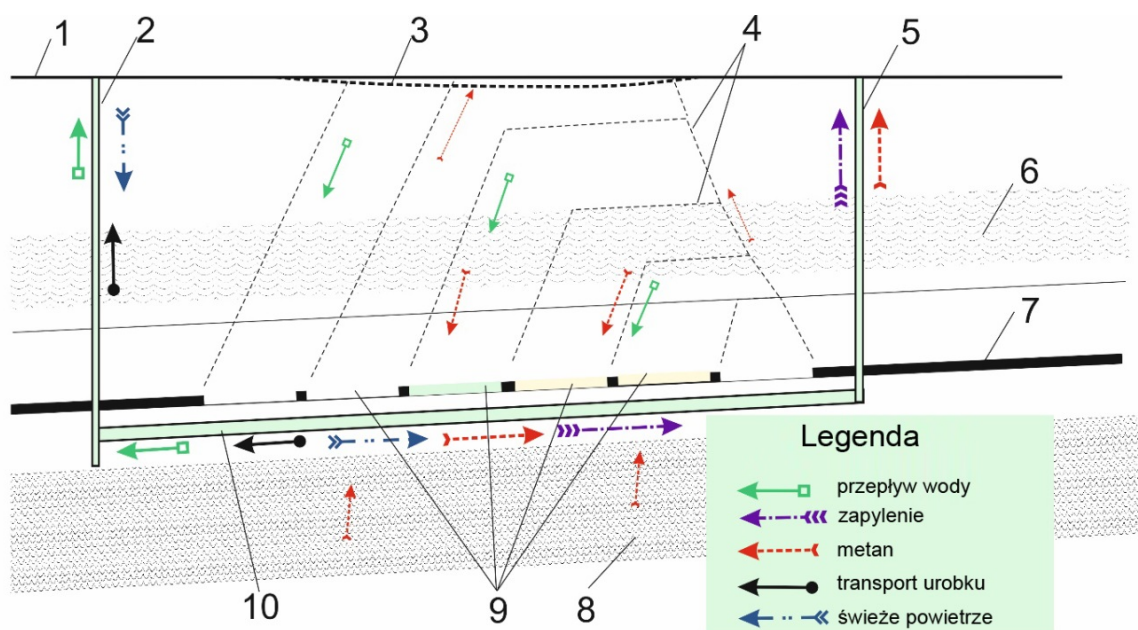 1
2
3
4
5
6
7
8
9
10
Legenda
przepływ wody
zapylenie
metan
transport urobku
świeże powietrze